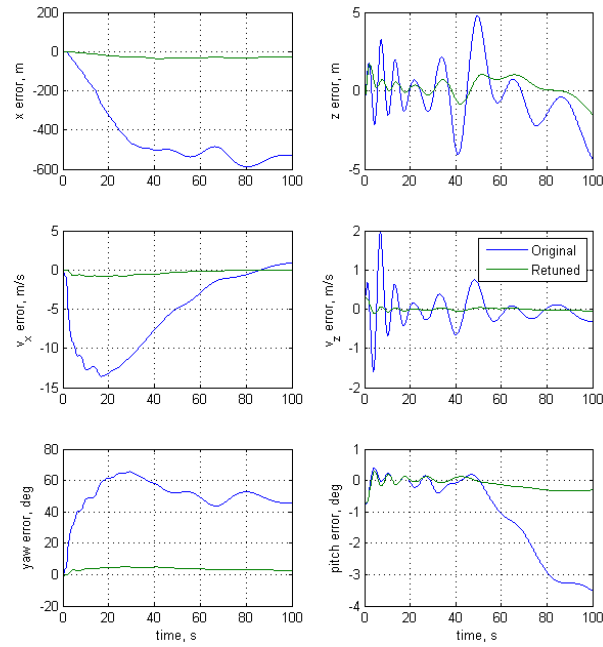 x error, m
0
-200
-400
-600
0 20 40 60 80 100
z error, m
5
0
-5
0 20 40 60 80 100
v_x error, m/s
5
0
-5
-10
-15
0 20 40 60 80 100
v_z error, m/s
2
1
0
-1
-2
0 20 40 60 80 100
Original
Retuned
yaw error, deg
80
60
40
20
0
-20
0 20 40 60 80 100
time, s
pitch error, deg
1
0
-1
-2
-3
-4
0 20 40 60 80 100
time, s